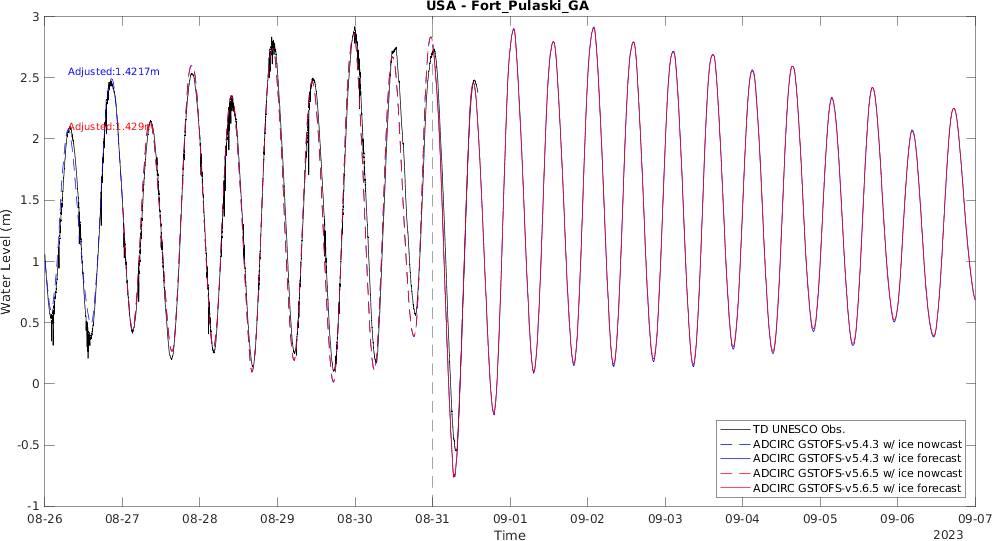 USA - Fort_Pulaski_GA
3
2.5
2
1.5
1
0.5
0
-0.5
-1
Water Level (m)
Adjusted:1.4217m
Adjusted:1.429m
TD UNESCO Obs.
ADCIRC GSTOFS-v5.4.3 w/ ice nowcast
ADCIRC GSTOFS-v5.4.3 w/ ice forecast
ADCIRC GSTOFS-v5.6.5 w/ ice nowcast
ADCIRC GSTOFS-v5.6.5 w/ ice forecast
08-26 08-27 08-28 08-29 08-30 08-31 09-01 09-02 09-03 09-04 09-05 09-06 09-07
Time
2023